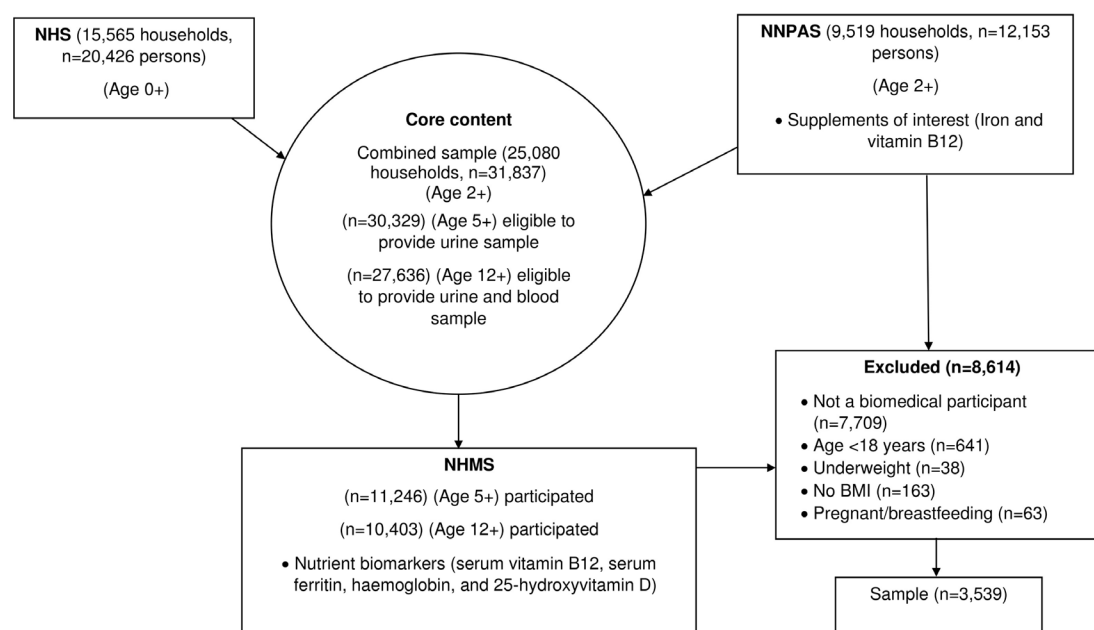 NHS (15,565 households,
n=20,426 persons)
(Age 0+)
NNPAS (9,519 households, n=12,153
persons)
(Age 2+)
• Supplements of interest (Iron and
vitamin B12)
Core content
Combined sample (25,080
households, n=31,837)
(Age 2+)
(n=30,329) (Age 5+) eligible to
provide urine sample
(n=27,636) (Age 12+) eligible
to provide urine and blood
sample
Excluded (n=8,614)
• Not a biomedical participant
(n=7,709)
• Age <18 years (n=641)
• Underweight (n=38)
• No BMI (n=163)
• Pregnant/breastfeeding (n=63)
NHMS
(n=11,246) (Age 5+) participated
(n=10,403) (Age 12+) participated
• Nutrient biomarkers (serum vitamin B12, serum
ferritin, haemoglobin, and 25-hydroxyvitamin D)
Sample (n=3,539)